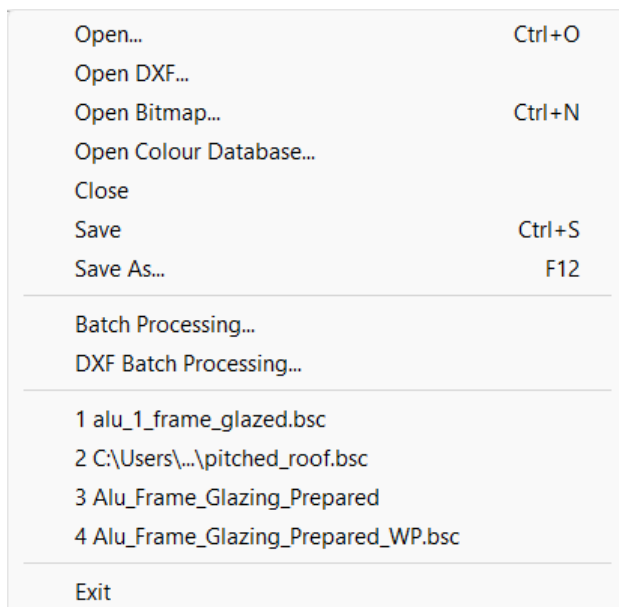 Open... Ctrl+O
Open DXF...
Open Bitmap... Ctrl+N
Open Colour Database...
Close
Save Ctrl+S
Save As... F12
Batch Processing...
DXF Batch Processing...
1 alu_1_frame_glazed.bsc
2 C:\Users\...\pitched_roof.bsc
3 Alu_Frame_Glazing_Prepared
4 Alu_Frame_Glazing_Prepared_WP.bsc
Exit